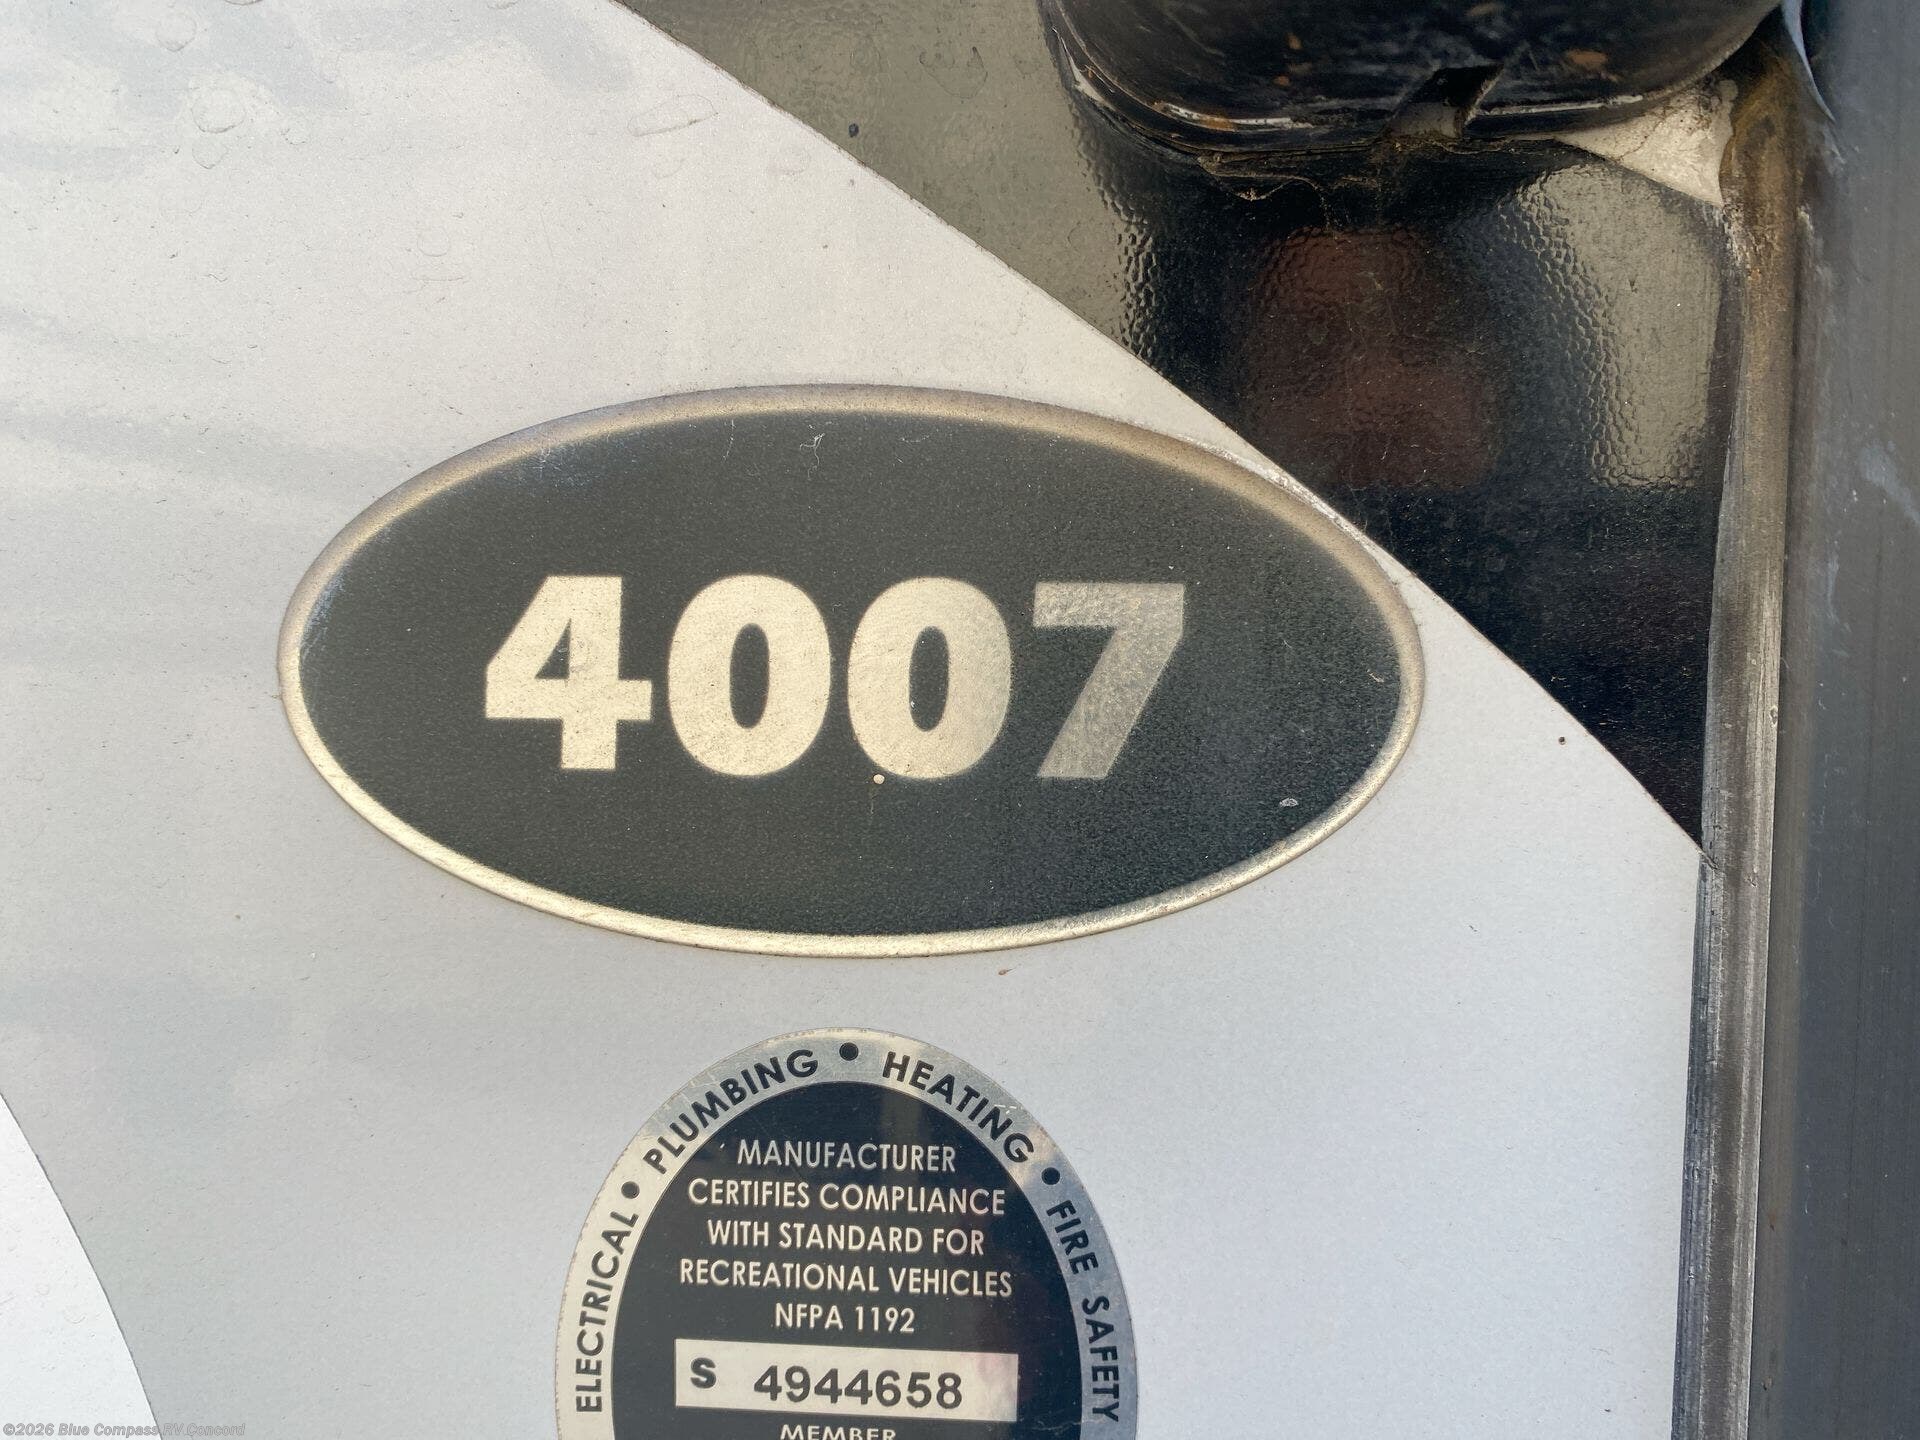 4007
ELECTRICAL • PLUMBING • HEATING • FIRE SAFETY
MANUFACTURER
CERTIFIES COMPLIANCE
WITH STANDARD FOR
RECREATIONAL VEHICLES
NFPA 1192
S 4944658
MEMBER
©2026 Blue Compass RV Concord